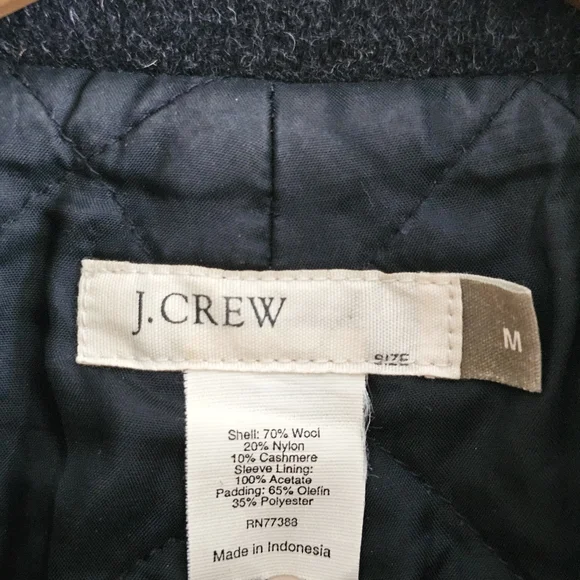 J.CREW
SIZE
M
Shell: 70% Wool
20% Nylon
10% Cashmere
Sleeve Lining:
100% Acetate
Padding: 65% Olefin
35% Polyester
RN77388
Made in Indonesia